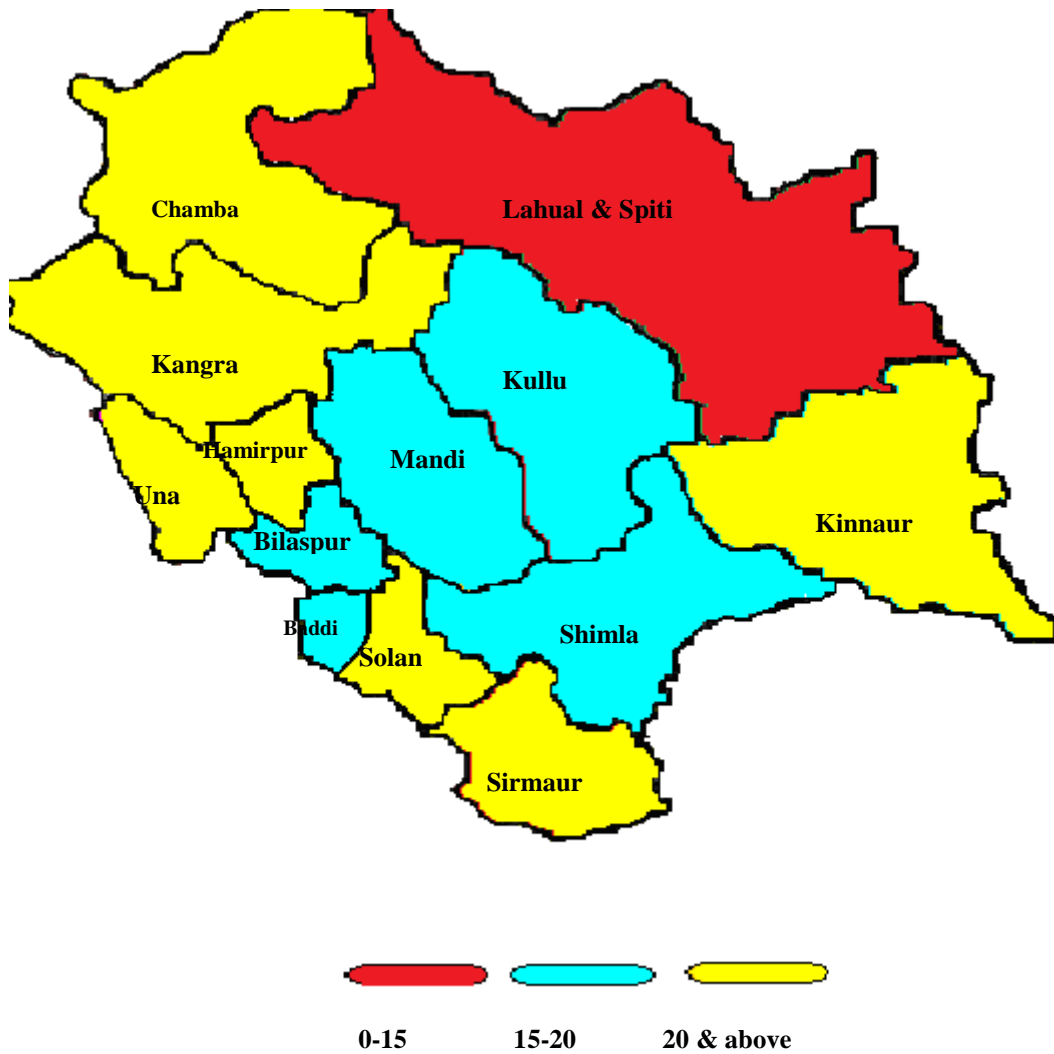 Chamba
Lahual & Spiti
Kangra
Kullu
Hamirpur
Mandi
Una
Kinnaur
Bilaspur
Baddi
Shimla
Solan
Sirmaur
0-15 15-20 20 & above